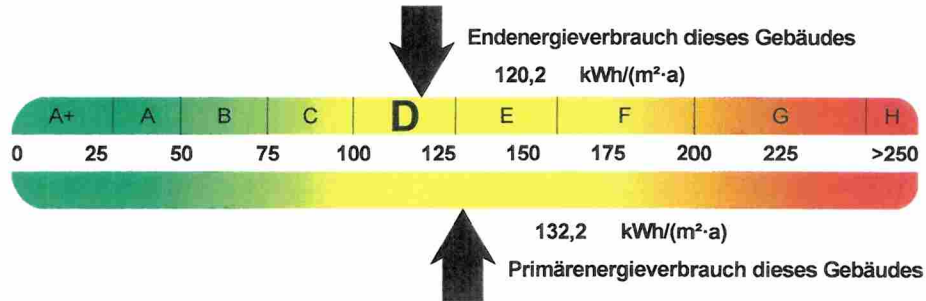 Endenergieverbrauch dieses Gebäudes
120,2 kWh/(m²·a)
A+ A B C D E F G H
0 25 50 75 100 125 150 175 200 225 >250
132,2 kWh/(m²·a)
Primärenergieverbrauch dieses Gebäudes